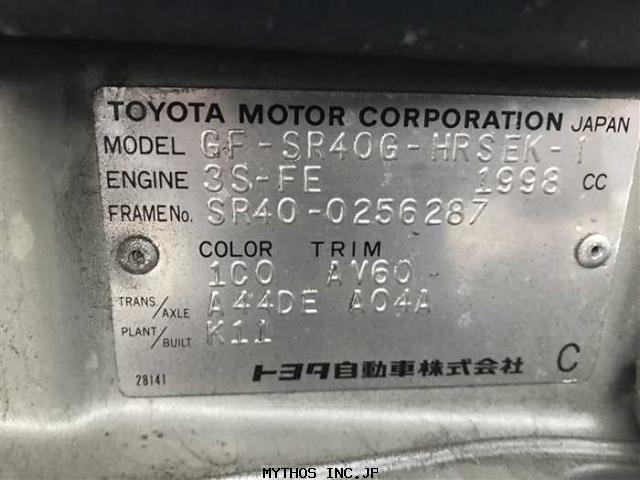 TOYOTA MOTOR CORPORATION JAPAN
MODEL GF-SR40G-HRSEK-1
ENGINE 3S-FE 1998 CC
FRAME No. SR40-0256287
COLOR TRIM
1C0 AV60
TRANS./AXLE A44DE A04A
PLANT/BUILT K11
28141 トヨタ自動車株式会社 C
MYTHOS INC.JP